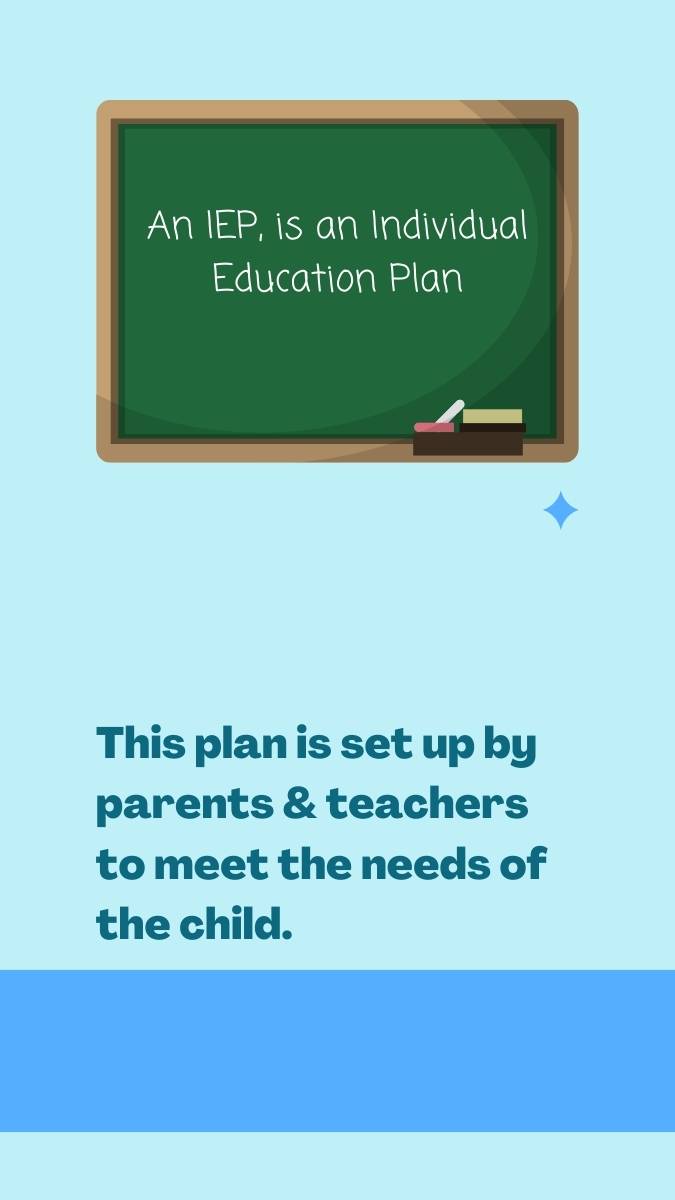 An IEP, is an Individual
Education Plan
This plan is set up by
parents & teachers
to meet the needs of
the child.